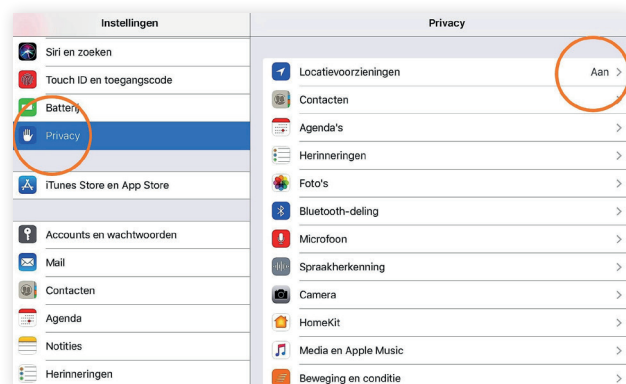 Instellingen
Siri en zoeken
Touch ID en toegangscode
Batterij
Privacy
iTunes Store en App Store
Accounts en wachtwoorden
Mail
Contacten
Agenda
Notities
Herinneringen
Privacy
Locatievoorzieningen Aan
Contacten
Agenda's
Herinneringen
Foto's
Bluetooth-deling
Microfoon
Spraakherkenning
Camera
HomeKit
Media en Apple Music
Beweging en conditie